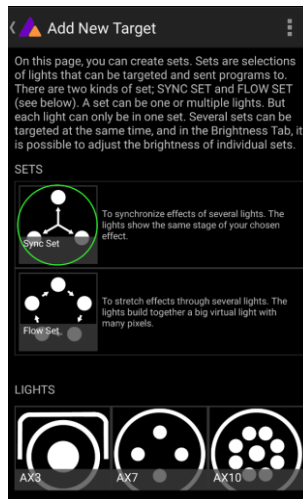 Add New Target
On this page, you can create sets. Sets are selections
of lights that can be targeted and sent programs to.
There are two kinds of set; SYNC SET and FLOW SET
(see below). A set can be one or multiple lights. But
each light can only be in one set. Several sets can be
targeted at the same time, and in the Brightness Tab, it
is possible to adjust the brightness of individual sets.
SETS
To synchronize effects of several lights. The
lights show the same stage of your chosen
effect.
Sync Set
To stretch effects through several lights. The
lights build together a big virtual light with
many pixels.
Flow Set
LIGHTS
AX3
AX7
AX10